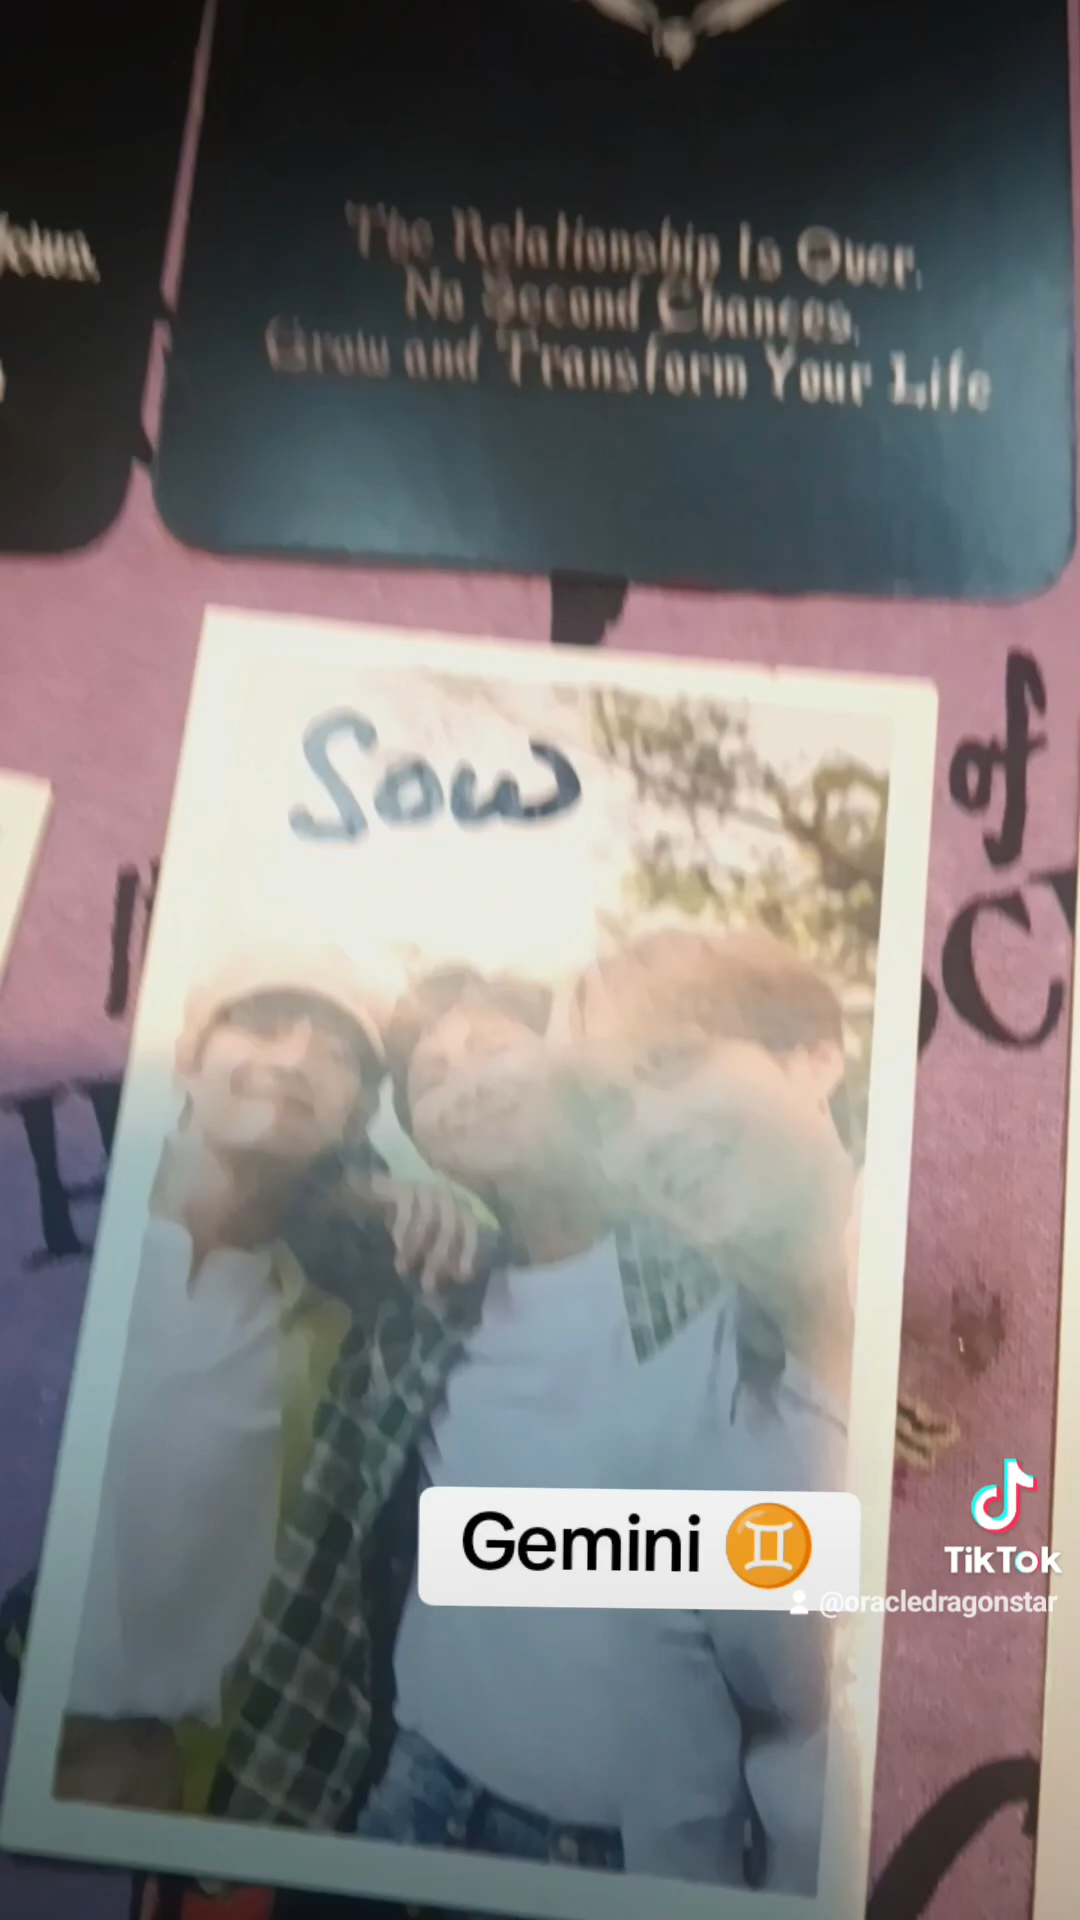 The Relationship Is Over,
No Second Chances,
Grow and Transform Your Life
Sow
of
Gemini ♊
TikTok
@oracledragonstar